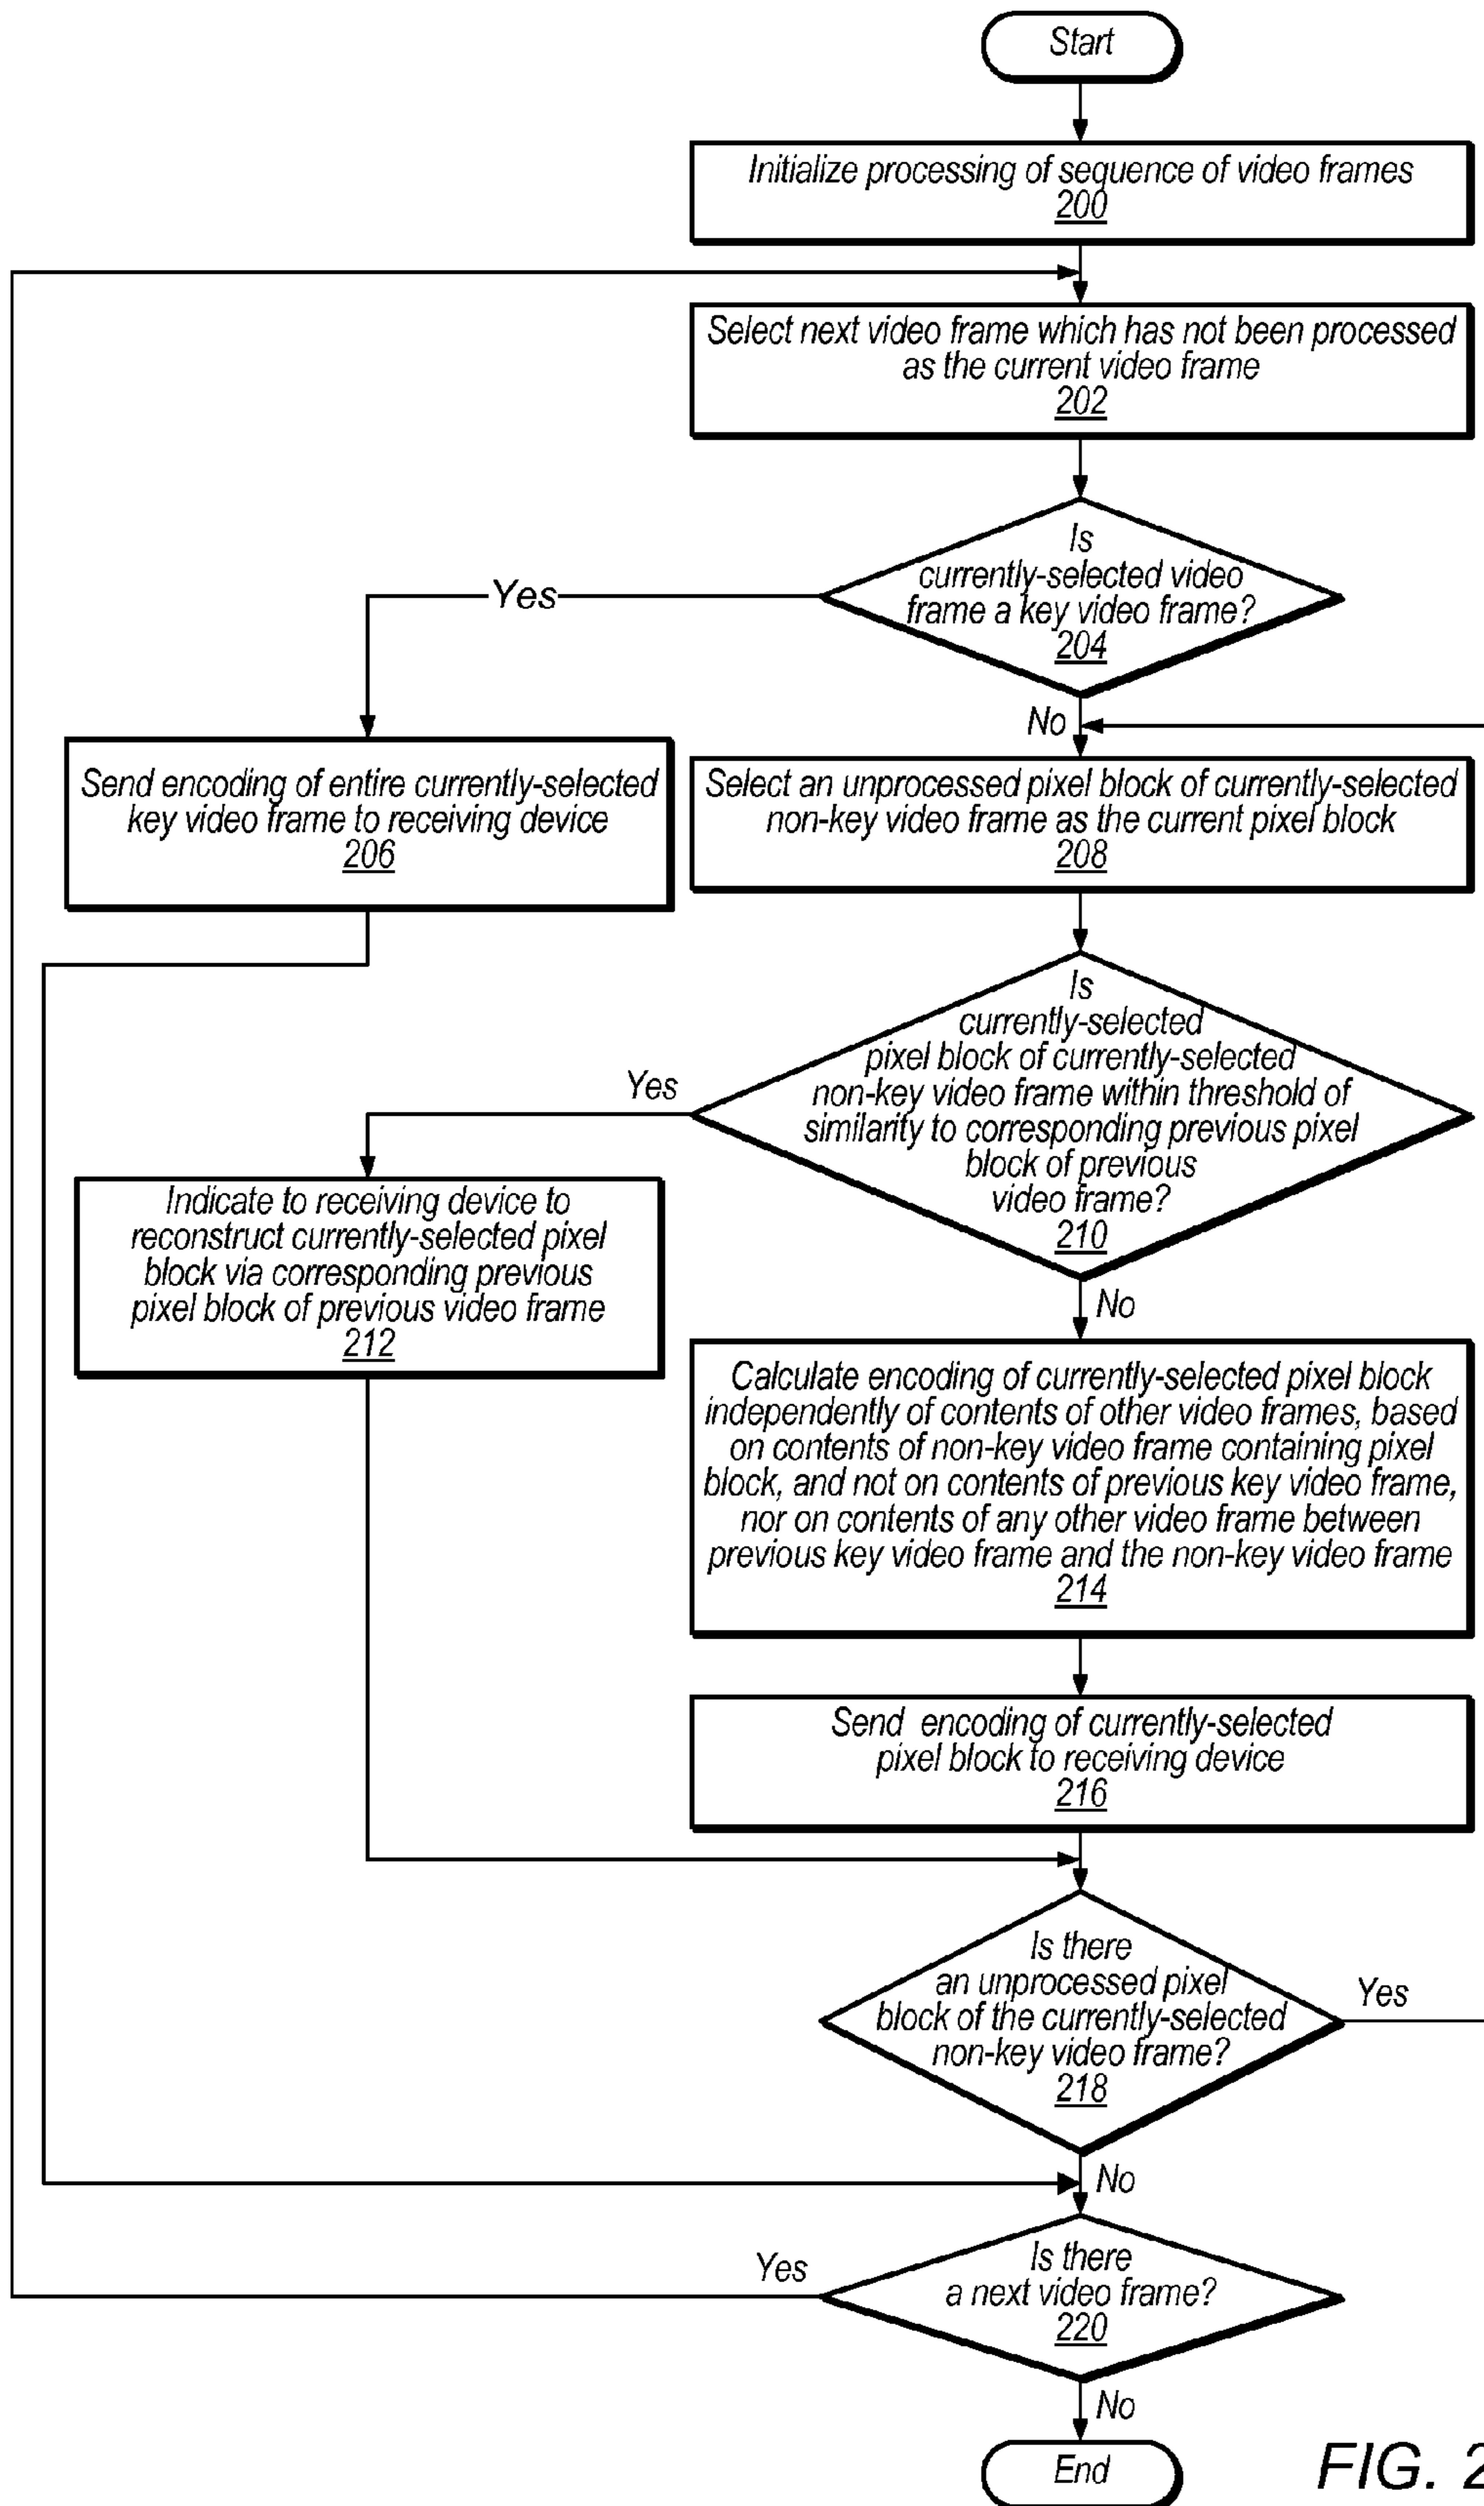 Start
Initialize processing of sequence of video frames
200
Select next video frame which has not been processed
as the current video frame
202
Is
currently-selected video
frame a key video frame?
204
Yes
No
Send encoding of entire currently-selected
key video frame to receiving device
206
Select an unprocessed pixel block of currently-selected
non-key video frame as the current pixel block
208
Is
currently-selected
pixel block of currently-selected
non-key video frame within threshold of
similarity to corresponding previous pixel
block of previous
video frame?
210
Yes
No
Indicate to receiving device to
reconstruct currently-selected pixel
block via corresponding previous
pixel block of previous video frame
212
Calculate encoding of currently-selected pixel block
independently of contents of other video frames, based
on contents of non-key video frame containing pixel
block, and not on contents of previous key video frame,
nor on contents of any other video frame between
previous key video frame and the non-key video frame
214
Send encoding of currently-selected
pixel block to receiving device
216
Is there
an unprocessed pixel
block of the currently-selected
non-key video frame?
218
Yes
No
Is there
a next video frame?
220
Yes
No
End
FIG. 2